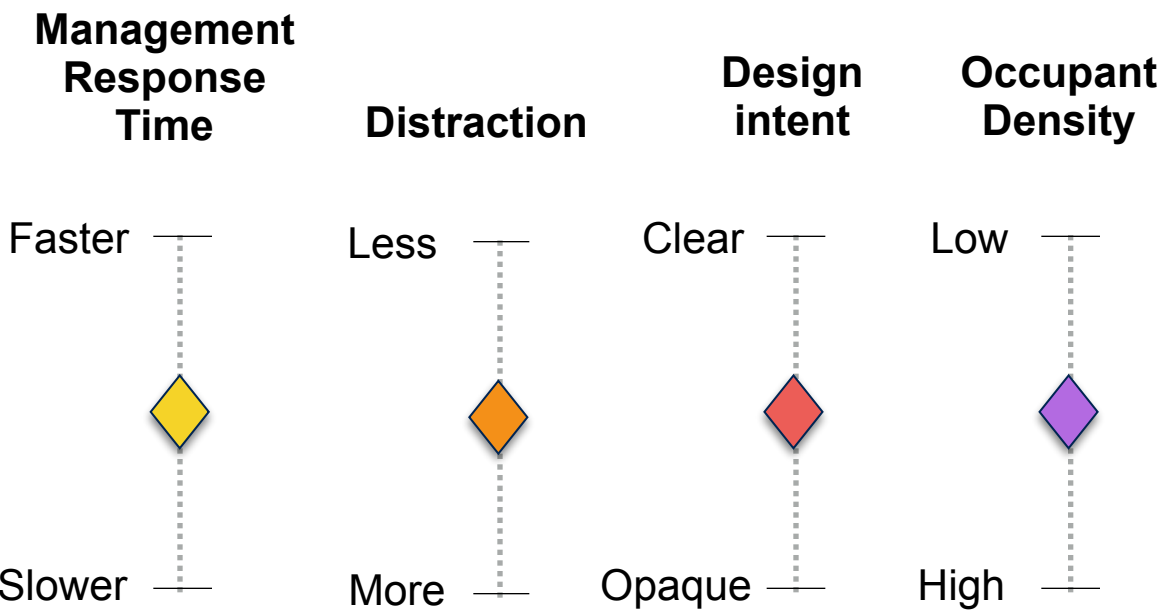 Management
Response
Time
Distraction
Design
intent
Occupant
Density
Faster
Less
Clear
Low
Slower
More
Opaque
High